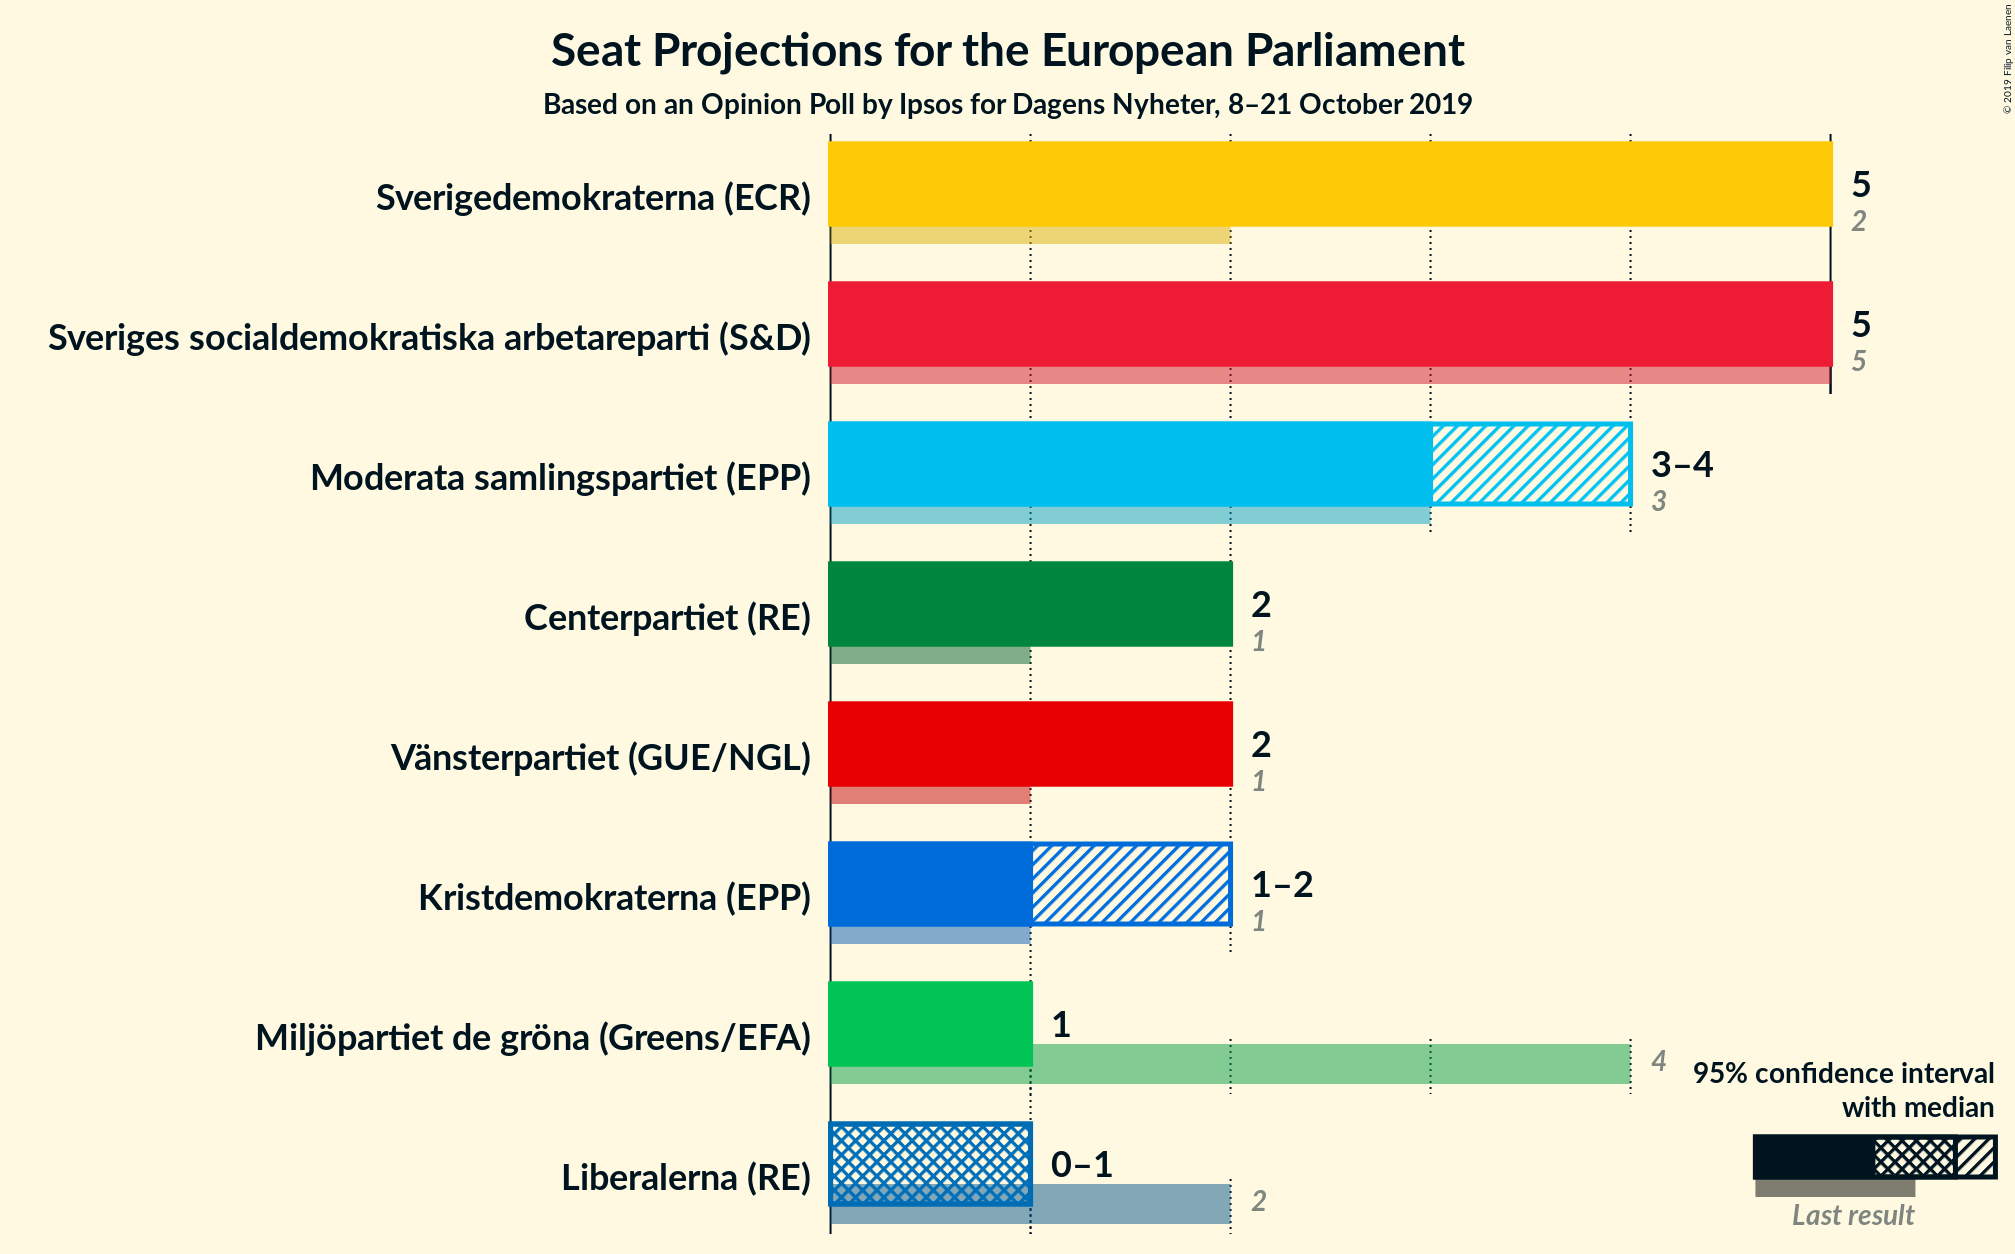 Seat Projections for the European Parliament
Based on an Opinion Poll by Ipsos for Dagens Nyheter, 8–21 October 2019
© 2019 Filip van Laenen
Sverigedemokraterna (ECR)
5
2
Sveriges socialdemokratiska arbetareparti (S&D)
5
5
Moderata samlingspartiet (EPP)
3–4
3
Centerpartiet (RE)
2
1
Vänsterpartiet (GUE/NGL)
2
1
Kristdemokraterna (EPP)
1–2
1
Miljöpartiet de gröna (Greens/EFA)
1
4
Liberalerna (RE)
0–1
2
95% confidence interval
with median
Last result